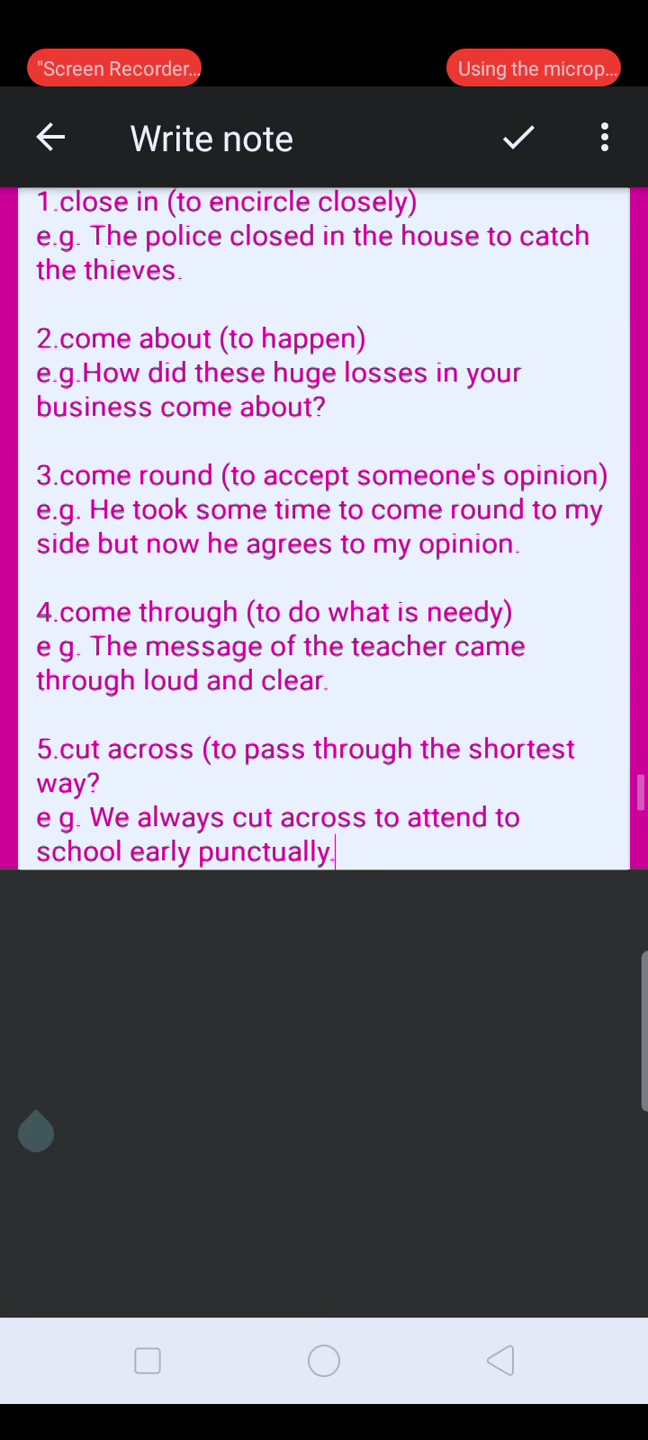 "Screen Recorder...
Using the microp...
Write note
1.close in (to encircle closely)
e.g. The police closed in the house to catch
the thieves.
2.come about (to happen)
e.g.How did these huge losses in your
business come about?
3.come round (to accept someone's opinion)
e.g. He took some time to come round to my
side but now he agrees to my opinion.
4.come through (to do what is needy)
e g. The message of the teacher came
through loud and clear.
5.cut across (to pass through the shortest
way?
e g. We always cut across to attend to
school early punctually.